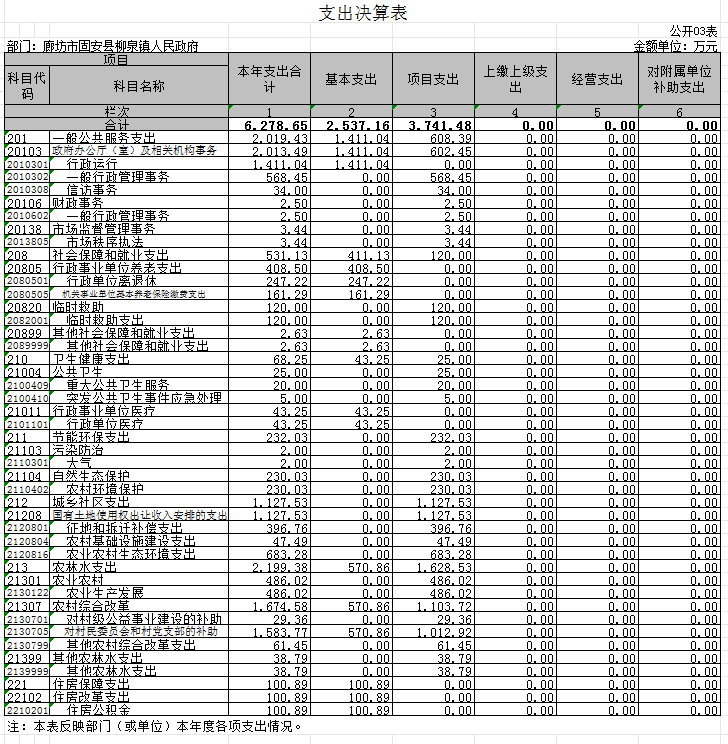 支出决算表
公开03表
部门：廊坊市固安县柳泉镇人民政府 金额单位：万元
项目 本年支出合计 基本支出 项目支出 上缴上级支出 经营支出 对附属单位补助支出
科目代码 科目名称
栏次 1 2 3 4 5 6
合计 6,278.65 2,537.16 3,741.48 0.00 0.00 0.00
201 一般公共服务支出 2,019.43 1,411.04 608.39 0.00 0.00 0.00
20103 政府办公厅（室）及相关机构事务 2,013.49 1,411.04 602.45 0.00 0.00 0.00
2010301 行政运行 1,411.04 1,411.04 0.00 0.00 0.00 0.00
2010302 一般行政管理事务 568.45 0.00 568.45 0.00 0.00 0.00
2010308 信访事务 34.00 0.00 34.00 0.00 0.00 0.00
20106 财政事务 2.50 0.00 2.50 0.00 0.00 0.00
2010602 一般行政管理事务 2.50 0.00 2.50 0.00 0.00 0.00
20138 市场监督管理事务 3.44 0.00 3.44 0.00 0.00 0.00
2013805 市场秩序执法 3.44 0.00 3.44 0.00 0.00 0.00
208 社会保障和就业支出 531.13 411.13 120.00 0.00 0.00 0.00
20805 行政事业单位养老支出 408.50 408.50 0.00 0.00 0.00 0.00
2080501 行政单位离退休 247.22 247.22 0.00 0.00 0.00 0.00
2080505 机关事业单位基本养老保险缴费支出 161.29 161.29 0.00 0.00 0.00 0.00
20820 临时救助 120.00 0.00 120.00 0.00 0.00 0.00
2082001 临时救助支出 120.00 0.00 120.00 0.00 0.00 0.00
20899 其他社会保障和就业支出 2.63 2.63 0.00 0.00 0.00 0.00
2089999 其他社会保障和就业支出 2.63 2.63 0.00 0.00 0.00 0.00
210 卫生健康支出 68.25 43.25 25.00 0.00 0.00 0.00
21004 公共卫生 25.00 0.00 25.00 0.00 0.00 0.00
2100409 重大公共卫生服务 20.00 0.00 20.00 0.00 0.00 0.00
2100410 突发公共卫生事件应急处理 5.00 0.00 5.00 0.00 0.00 0.00
21011 行政事业单位医疗 43.25 43.25 0.00 0.00 0.00 0.00
2101101 行政单位医疗 43.25 43.25 0.00 0.00 0.00 0.00
211 节能环保支出 232.03 0.00 232.03 0.00 0.00 0.00
21103 污染防治 2.00 0.00 2.00 0.00 0.00 0.00
2110301 大气 2.00 0.00 2.00 0.00 0.00 0.00
21104 自然生态保护 230.03 0.00 230.03 0.00 0.00 0.00
2110402 农村环境保护 230.03 0.00 230.03 0.00 0.00 0.00
212 城乡社区支出 1,127.53 0.00 1,127.53 0.00 0.00 0.00
21208 国有土地使用权出让收入安排的支出 1,127.53 0.00 1,127.53 0.00 0.00 0.00
2120801 征地和拆迁补偿支出 396.76 0.00 396.76 0.00 0.00 0.00
2120804 农村基础设施建设支出 47.49 0.00 47.49 0.00 0.00 0.00
2120816 农业农村生态环境支出 683.28 0.00 683.28 0.00 0.00 0.00
213 农林水支出 2,199.38 570.86 1,628.53 0.00 0.00 0.00
21301 农业农村 486.02 0.00 486.02 0.00 0.00 0.00
2130122 农业生产发展 486.02 0.00 486.02 0.00 0.00 0.00
21307 农村综合改革 1,674.58 570.86 1,103.72 0.00 0.00 0.00
2130701 对村级公益事业建设的补助 29.36 0.00 29.36 0.00 0.00 0.00
2130705 对村民委员会和村党支部的补助 1,583.77 570.86 1,012.92 0.00 0.00 0.00
2130799 其他农村综合改革支出 61.45 0.00 61.45 0.00 0.00 0.00
21399 其他农林水支出 38.79 0.00 38.79 0.00 0.00 0.00
2139999 其他农林水支出 38.79 0.00 38.79 0.00 0.00 0.00
221 住房保障支出 100.89 100.89 0.00 0.00 0.00 0.00
22102 住房改革支出 100.89 100.89 0.00 0.00 0.00 0.00
2210201 住房公积金 100.89 100.89 0.00 0.00 0.00 0.00
注：本表反映部门（或单位）本年度各项支出情况。